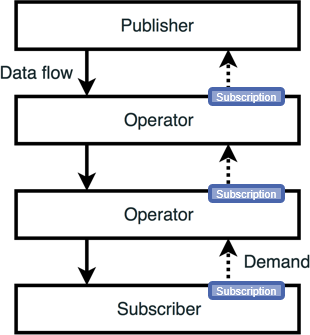 Publisher
Data flow
Subscription
Operator
Subscription
Operator
Demand
Subscription
Subscriber